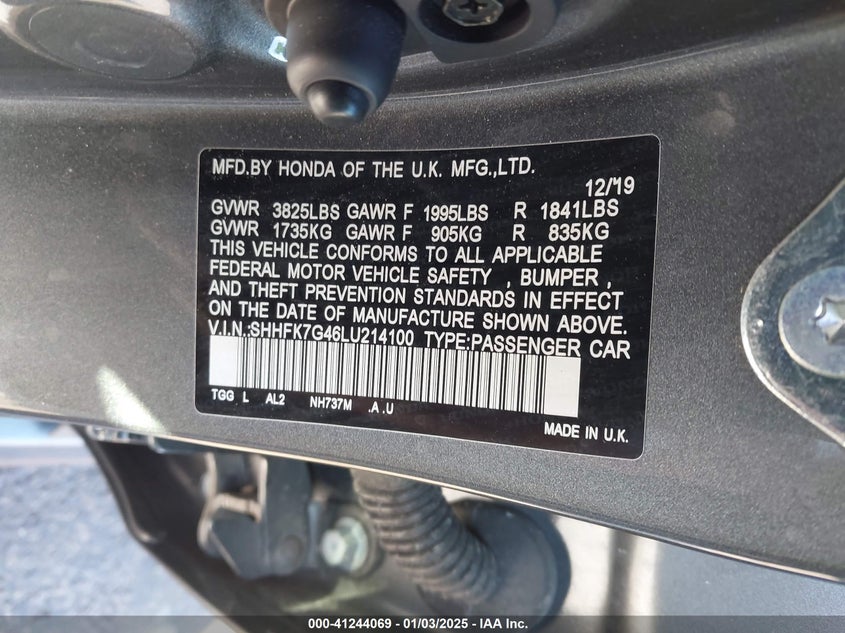 MFD.BY HONDA OF THE U.K. MFG.,LTD.
12/19
GVWR 3825LBS GAWR F 1995LBS R 1841LBS
GVWR 1735KG GAWR F 905KG R 835KG
THIS VEHICLE CONFORMS TO ALL APPLICABLE
FEDERAL MOTOR VEHICLE SAFETY , BUMPER ,
AND THEFT PREVENTION STANDARDS IN EFFECT
ON THE DATE OF MANUFACTURE SHOWN ABOVE.
V.I.N.:SHHFK7G46LU214100 TYPE:PASSENGER CAR
TGG L AL2 NH737M .A .U
MADE IN U.K.
000-41244069 - 01/03/2025 - IAA Inc.